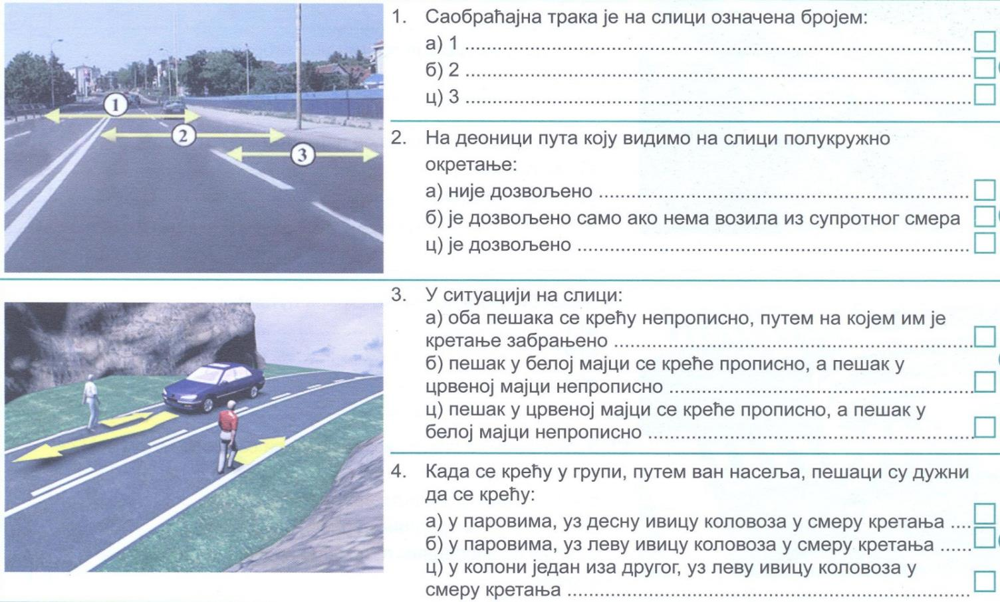 1
2
3
1. Саобраћајна трака је на слици означена бројем:
а) 1 ........................................................................................
б) 2 ........................................................................................
ц) 3 ........................................................................................
2. На деоници пута коју видимо на слици полукружно
окретање:
а) није дозвољено ................................................................
б) је дозвољено само ако нема возила из супротног смера
ц) је дозвољено ....................................................................
3. У ситуацији на слици:
а) оба пешака се крећу непрописно, путем на којем им је
кретање забрањено ..............................................................
б) пешак у белој мајци се креће прописно, а пешак у
црвеној мајци непрописно ....................................................
ц) пешак у црвеној мајци се креће прописно, а пешак у
белој мајци непрописно ........................................................
4. Када се крећу у групи, путем ван насеља, пешаци су дужни
да се крећу:
а) у паровима, уз десну ивицу коловоза у смеру кретања ....
б) у паровима, уз леву ивицу коловоза у смеру кретања ......
ц) у колони један иза другог, уз леву ивицу коловоза у
смеру кретања ......................................................................